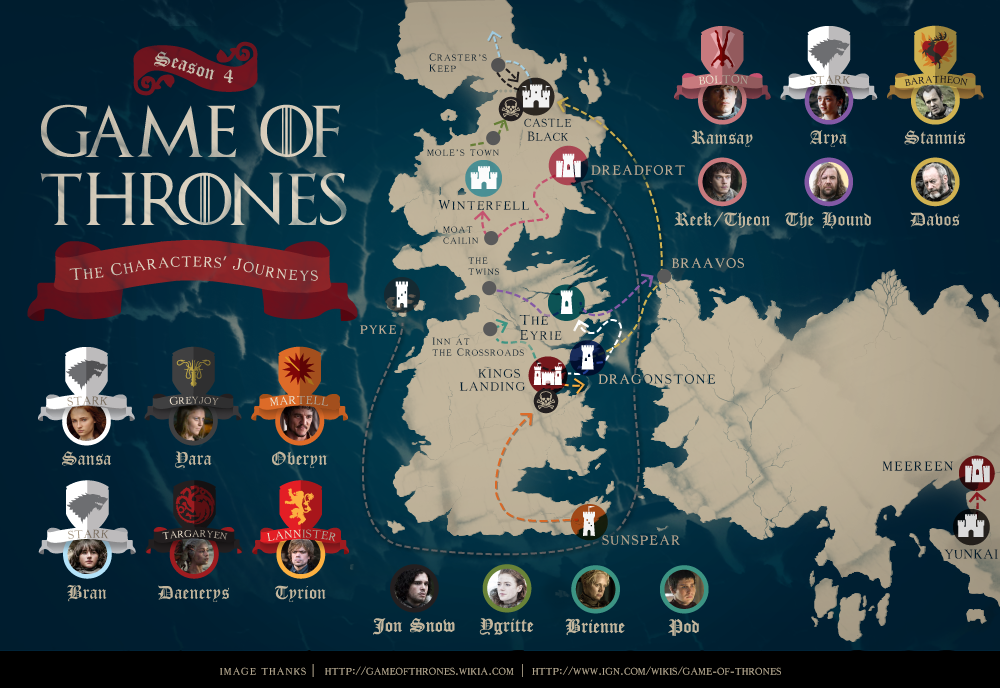 Season 4
GAME OF
THRONES
THE CHARACTERS' JOURNEYS
STARK
Sansa
GREYJOY
Yara
MARTELL
Oberyn
STARK
Bran
TARGARYEN
Daenerys
LANNISTER
Tyrion
CRASTER'S
KEEP
CASTLE
BLACK
MOLE'S TOWN
DREADFORT
WINTERFELL
MOAT
CAILIN
THE
TWINS
BRAAVOS
PYKE
THE
EYRIE
INN AT
THE CROSSROADS
KINGS
LANDING
DRAGONSTONE
SUNSPEAR
MEEREEN
YUNKAI
BOLTON
Ramsay
STARK
Arya
BARATHEON
Stannis
Reek/Theon
The Hound
Davos
Jon Snow
Ygritte
Brienne
Pod
IMAGE THANKS | HTTP://GAMEOFTHRONES.WIKIA.COM | HTTP://WWW.IGN.COM/WIKIS/GAME-OF-THRONES